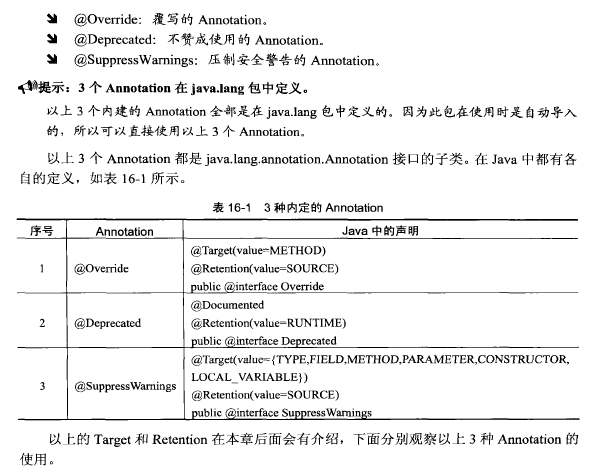 @Override：覆写的 Annotation。
@Deprecated：不赞成使用的 Annotation。
@SuppressWarnings：压制安全警告的 Annotation。
提示：3 个 Annotation 在 java.lang 包中定义。
以上 3 个内建的 Annotation 全部是在 java.lang 包中定义的。因为此包在使用时是自动导入
的，所以可以直接使用以上 3 个 Annotation。
以上 3 个 Annotation 都是 java.lang.annotation.Annotation 接口的子类。在 Java 中都有各
自的定义，如表 16-1 所示。
表 16-1 3 种内定的 Annotation
序号 Annotation Java 中的声明
1 @Override @Target(value=METHOD)
@Retention(value=SOURCE)
public @interface Override
2 @Deprecated @Documented
@Retention(value=RUNTIME)
public @interface Deprecated
3 @SuppressWarnings @Target(value={TYPE,FIELD,METHOD,PARAMETER,CONSTRUCTOR,
LOCAL_VARIABLE})
@Retention(value=SOURCE)
public @interface SuppressWarnings
以上的 Target 和 Retention 在本章后面会有介绍，下面分别观察以上 3 种 Annotation 的
使用。